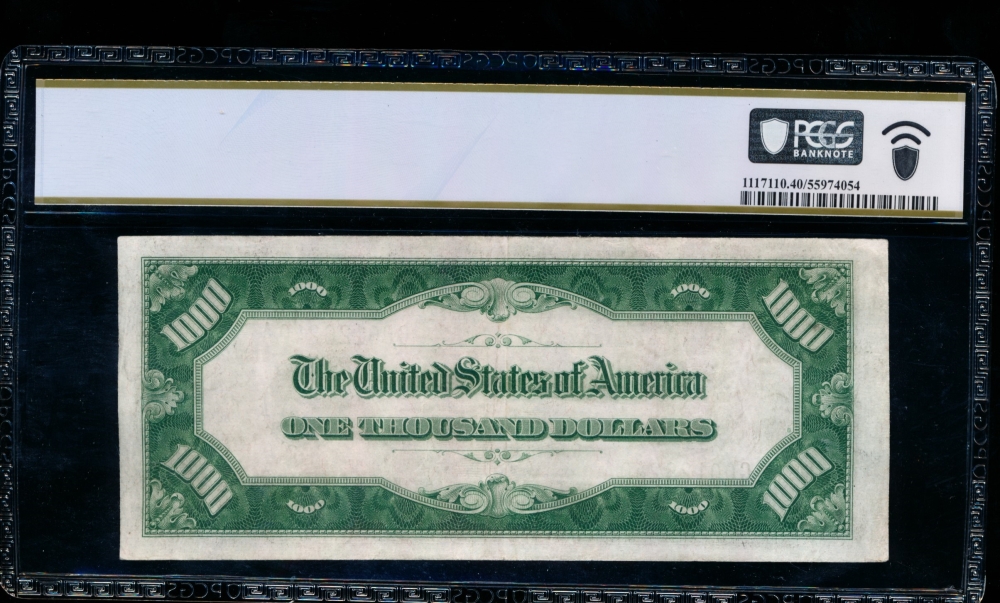 PCGS
BANKNOTE
1117110.40/55974054
1000 1000 1000 1000
The United States of America
ONE THOUSAND DOLLARS
1000 1000 1000 1000